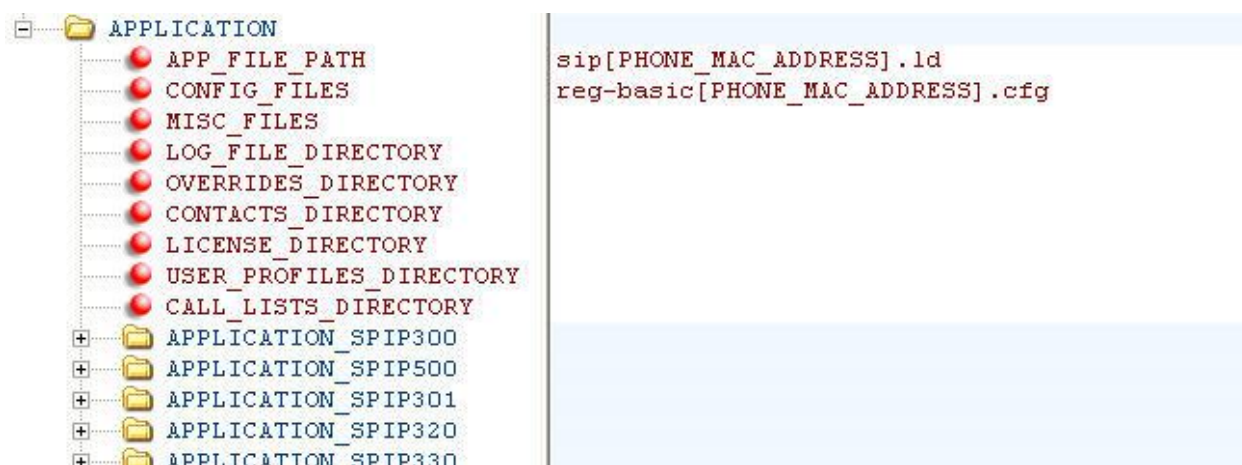 APPLICATION
APP_FILE_PATH sip[PHONE_MAC_ADDRESS].ld
CONFIG_FILES reg-basic[PHONE_MAC_ADDRESS].cfg
MISC_FILES
LOG_FILE_DIRECTORY
OVERRIDES_DIRECTORY
CONTACTS_DIRECTORY
LICENSE_DIRECTORY
USER_PROFILES_DIRECTORY
CALL_LISTS_DIRECTORY
APPLICATION_SPIP300
APPLICATION_SPIP500
APPLICATION_SPIP301
APPLICATION_SPIP320
APPLICATION_SPIP330